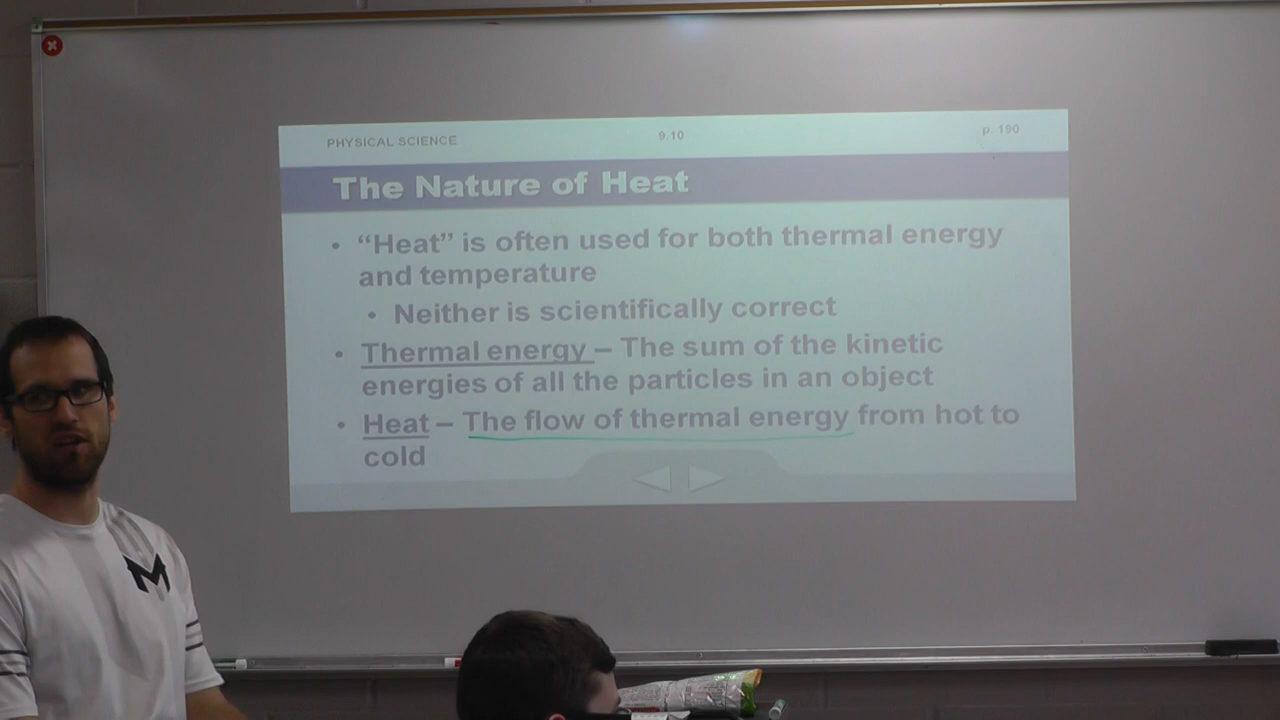 PHYSICAL SCIENCE 9.10 p. 190
The Nature of Heat
• “Heat” is often used for both thermal energy
and temperature
• Neither is scientifically correct
• Thermal energy – The sum of the kinetic
energies of all the particles in an object
• Heat – The flow of thermal energy from hot to
cold
M